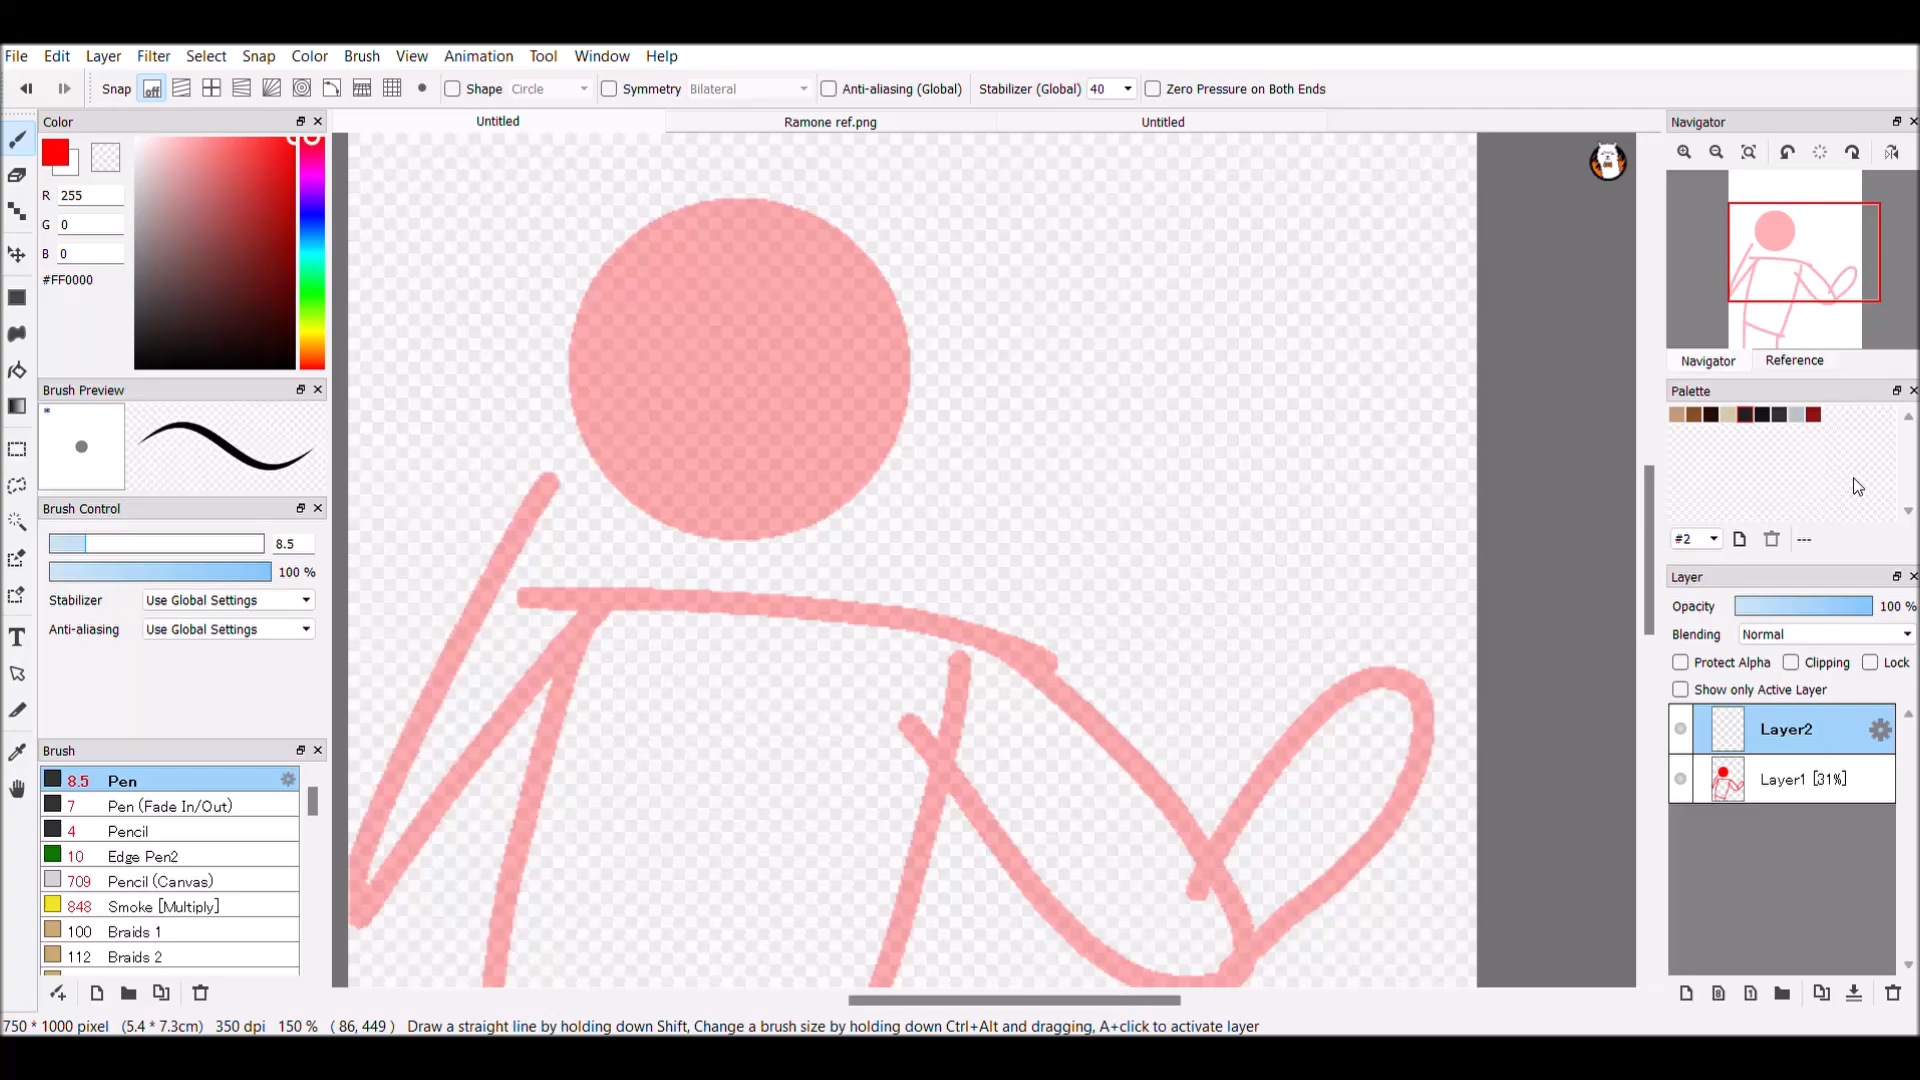 File Edit Layer Filter Select Snap Color Brush View Animation Tool Window Help
Snap off Shape Circle Symmetry Bilateral Anti-aliasing (Global) Stabilizer (Global) 40 Zero Pressure on Both Ends
Color
Untitled Ramone ref.png Untitled
Navigator
R 255
G 0
B 0
#FF0000
Navigator Reference
Brush Preview
Palette
Brush Control
8.5
100 %
#2 ---
Layer
Stabilizer Use Global Settings
Opacity 100 %
Anti-aliasing Use Global Settings
Blending Normal
Protect Alpha Clipping Lock
Show only Active Layer
Layer2
Brush
8.5 Pen
Layer1 [31%]
7 Pen (Fade In/Out)
4 Pencil
10 Edge Pen2
709 Pencil (Canvas)
848 Smoke [Multiply]
100 Braids 1
112 Braids 2
750 * 1000 pixel (5.4 * 7.3cm) 350 dpi 150 % ( 86, 449 ) Draw a straight line by holding down Shift, Change a brush size by holding down Ctrl+Alt and dragging, A+click to activate layer